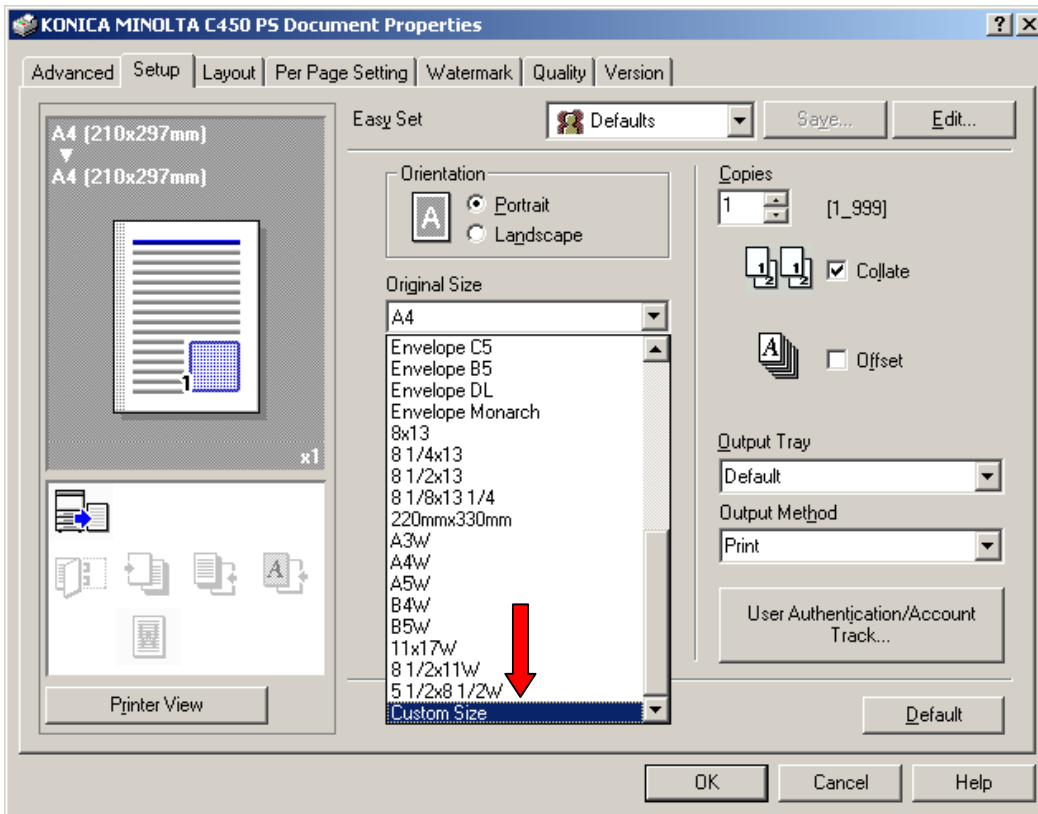 KONICA MINOLTA C450 PS Document Properties
Advanced Setup Layout Per Page Setting Watermark Quality Version
A4 (210x297mm)
A4 (210x297mm)
1
x1
Printer View
Easy Set Defaults Save... Edit...
Orientation
A Portrait
Landscape
Original Size
A4
Envelope C5
Envelope B5
Envelope DL
Envelope Monarch
8x13
8 1/4x13
8 1/2x13
8 1/8x13 1/4
220mmx330mm
A3W
A4W
A5W
B4W
B5W
11x17W
8 1/2x11W
5 1/2x8 1/2W
Custom Size
Copies
1 [1_999]
1 2 1 2 Collate
A Offset
Output Tray
Default
Output Method
Print
User Authentication/Account
Track...
Default
A
W
OK Cancel Help